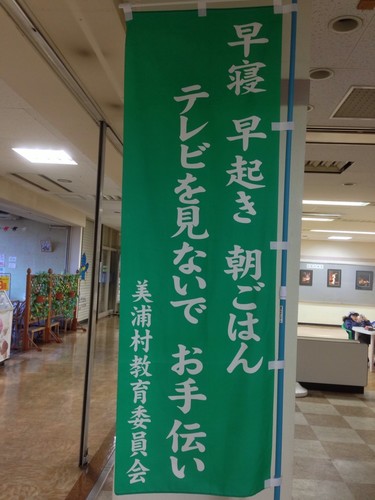 早寝 早起き 朝ごはん
テレビを見ないで お手伝い
美浦村教育委員会